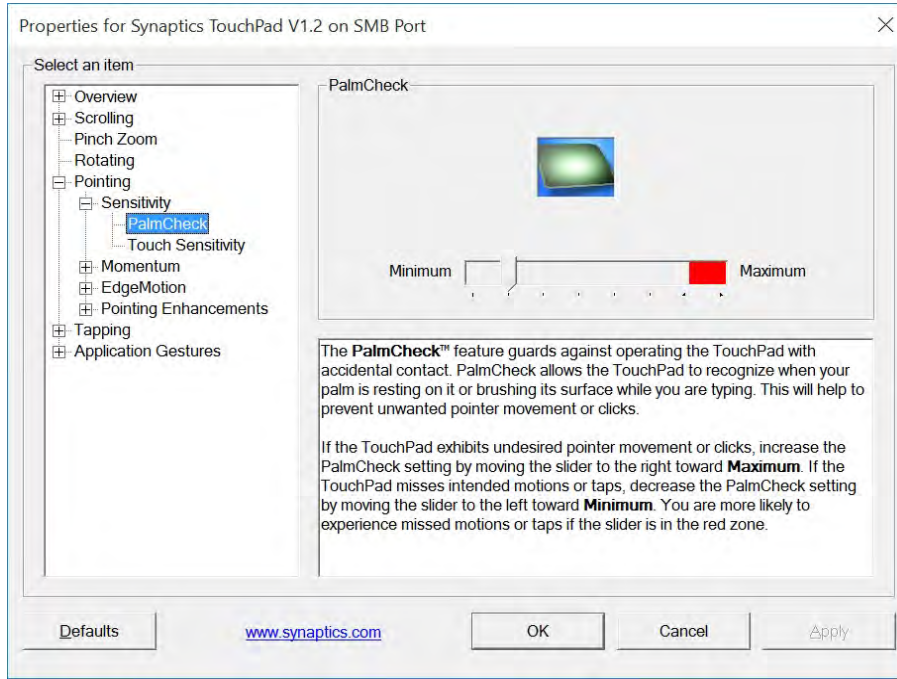 Properties for Synaptics TouchPad V1.2 on SMB Port
Select an item
Overview
Scrolling
Pinch Zoom
Rotating
Pointing
Sensitivity
PalmCheck
Touch Sensitivity
Momentum
EdgeMotion
Pointing Enhancements
Tapping
Application Gestures
PalmCheck
Minimum
Maximum
The PalmCheck™ feature guards against operating the TouchPad with
accidental contact. PalmCheck allows the TouchPad to recognize when your
palm is resting on it or brushing its surface while you are typing. This will help to
prevent unwanted pointer movement or clicks.
If the TouchPad exhibits undesired pointer movement or clicks, increase the
PalmCheck setting by moving the slider to the right toward Maximum. If the
TouchPad misses intended motions or taps, decrease the PalmCheck setting
by moving the slider to the left toward Minimum. You are more likely to
experience missed motions or taps if the slider is in the red zone.
Defaults
www.synaptics.com
OK
Cancel
Apply